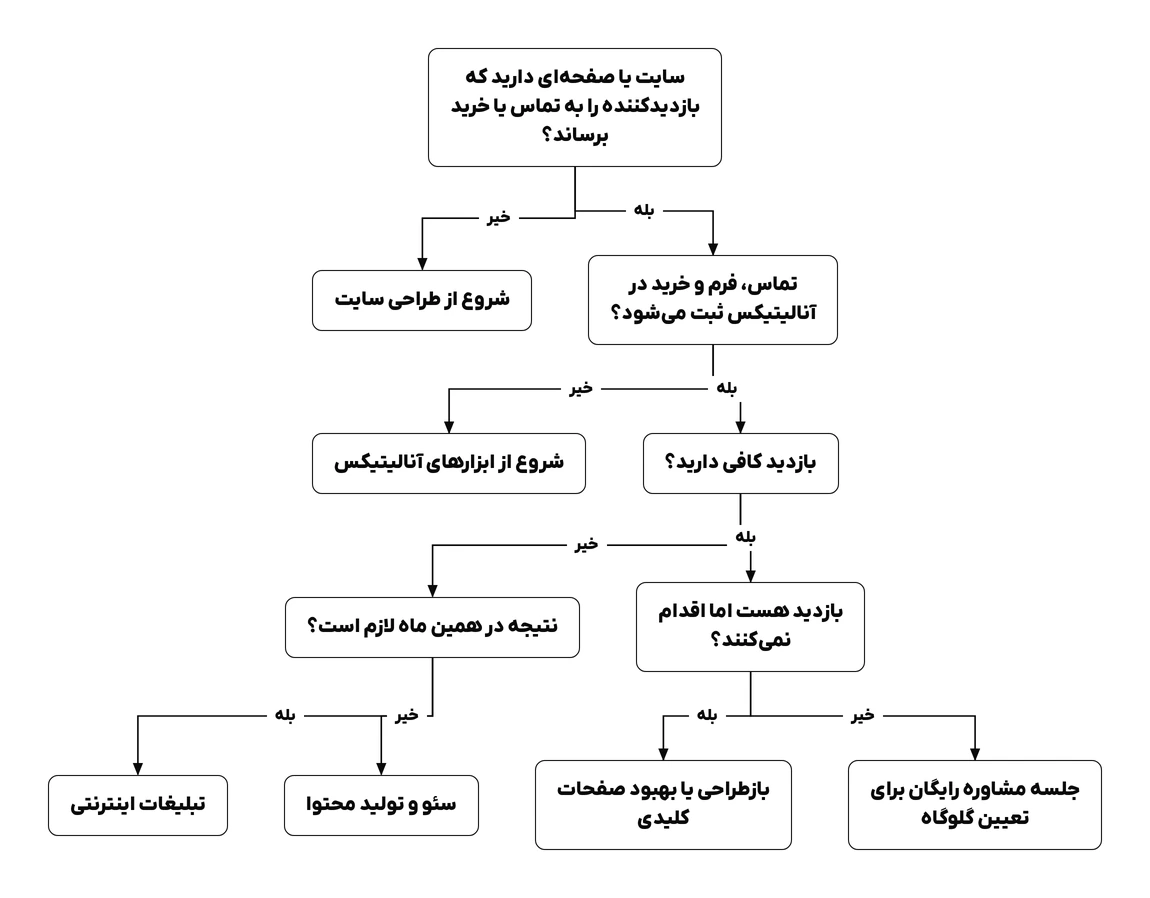 سایت یا صفحه‌ای دارید که
بازدیدکننده را به تماس یا خرید
برساند؟
بله
خیر
تماس، فرم و خرید در
آنالیتیکس ثبت می‌شود؟
شروع از طراحی سایت
بله
خیر
بازدید کافی دارید؟
شروع از ابزارهای آنالیتیکس
بله
خیر
بازدید هست اما اقدام
نمی‌کنند؟
نتیجه در همین ماه لازم است؟
خیر
بله
خیر
بله
جلسه مشاوره رایگان برای
تعیین گلوگاه
بازطراحی یا بهبود صفحات
کلیدی
سئو و تولید محتوا
تبلیغات اینترنتی